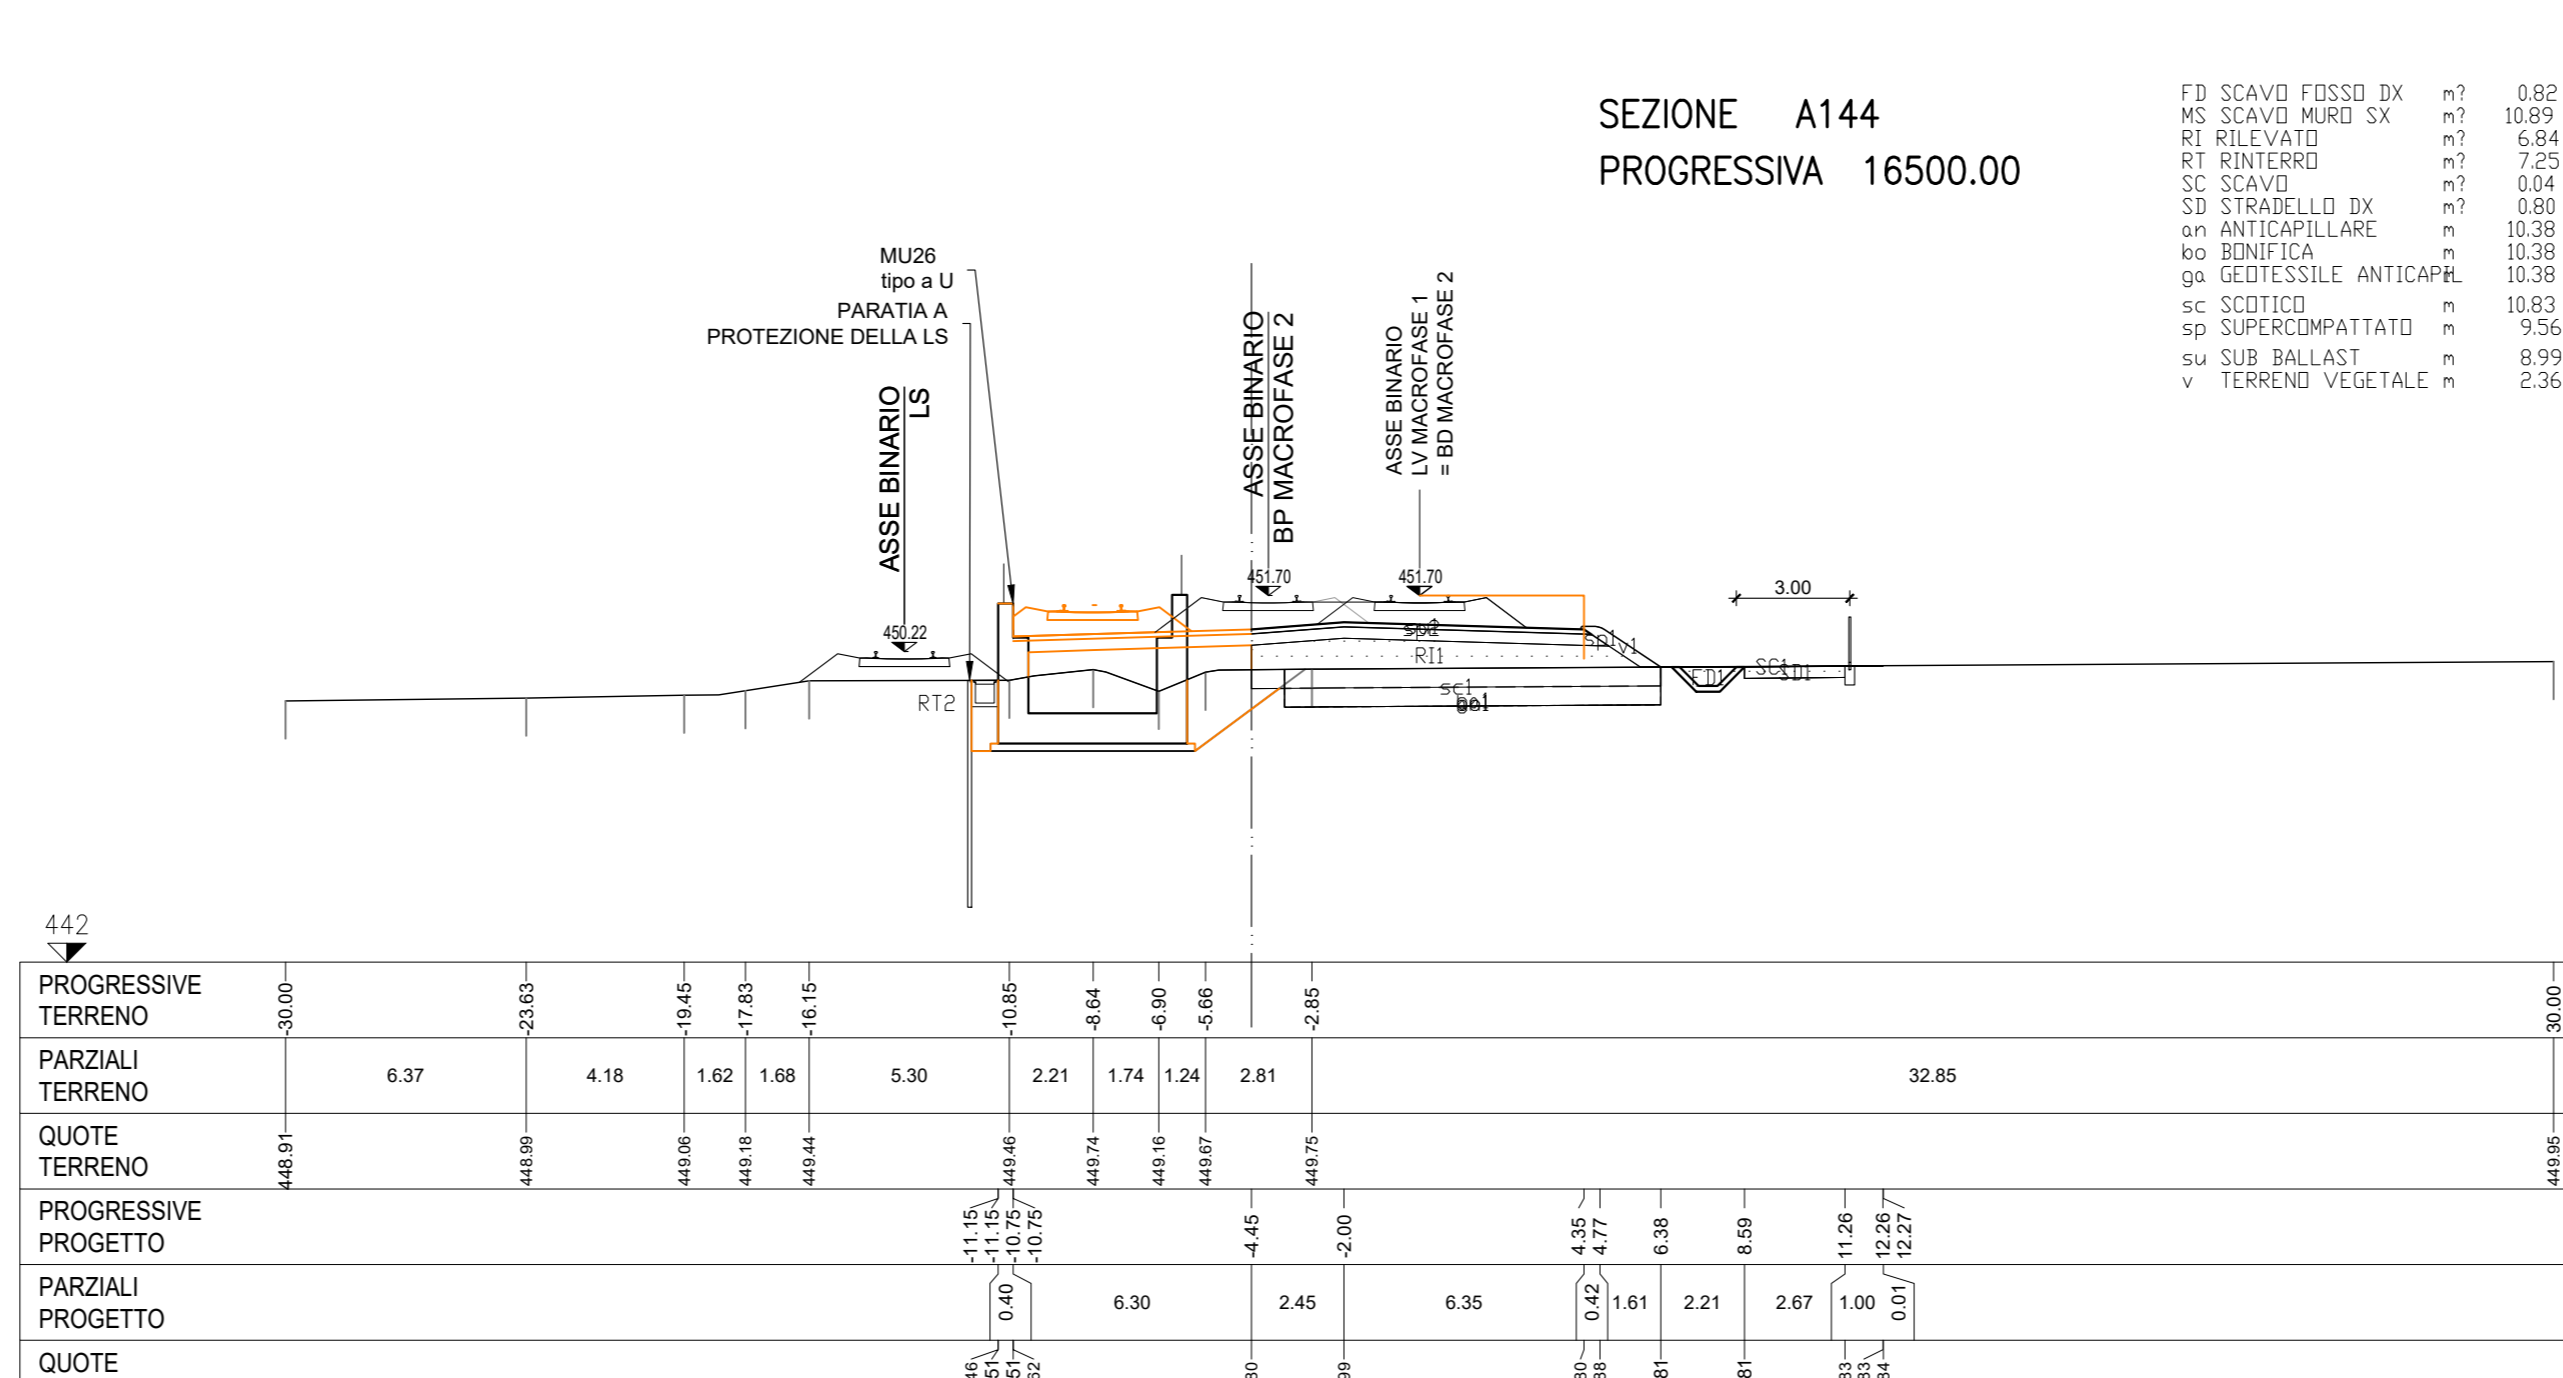 SEZIONE A144
PROGRESSIVA 16500.00
FD SCAVO FOSSO DX m? 0.82
MS SCAVO MURO SX m? 10.89
RI RILEVATO m? 6.84
RT RINTERRO m? 7.25
SC SCAVO m? 0.04
SD STRADELLO DX m? 0.80
an ANTICAPILLARE m 10.38
bo BONIFICA m 10.38
ga GEOTESSILE ANTICAPIL m 10.38
sc SCOTICO m 10.83
sp SUPERCOMPATTATO m 9.56
su SUB BALLAST m 8.99
v TERRENO VEGETALE m 2.36
MU26
tipo a U
PARATIA A
PROTEZIONE DELLA LS
ASSE BINARIO
LS
ASSE BINARIO
BP MACROFASE 2
ASSE BINARIO
LV MACROFASE 1
= BD MACROFASE 2
450.22
451.70
451.70
3.00
sp1
v1
RI1
SC1
SD1
FD1
sc1
RT2
442
PROGRESSIVE
TERRENO
-30.00 -23.63 -19.45 -17.83 -16.15 -10.85 -8.64 -6.90 -5.66 -2.85 30.00
PARZIALI
TERRENO
6.37 4.18 1.62 1.68 5.30 2.21 1.74 1.24 2.81 32.85
QUOTE
TERRENO
448.91 448.99 449.06 449.18 449.44 449.46 449.74 449.16 449.67 449.75 449.95
PROGRESSIVE
PROGETTO
-11.15 -11.15 -10.75 -10.75 -4.45 -2.00 4.35 4.77 6.38 8.59 11.26 12.26 12.27
PARZIALI
PROGETTO
0.40 6.30 2.45 6.35 0.42 1.61 2.21 2.67 1.00 0.01
QUOTE